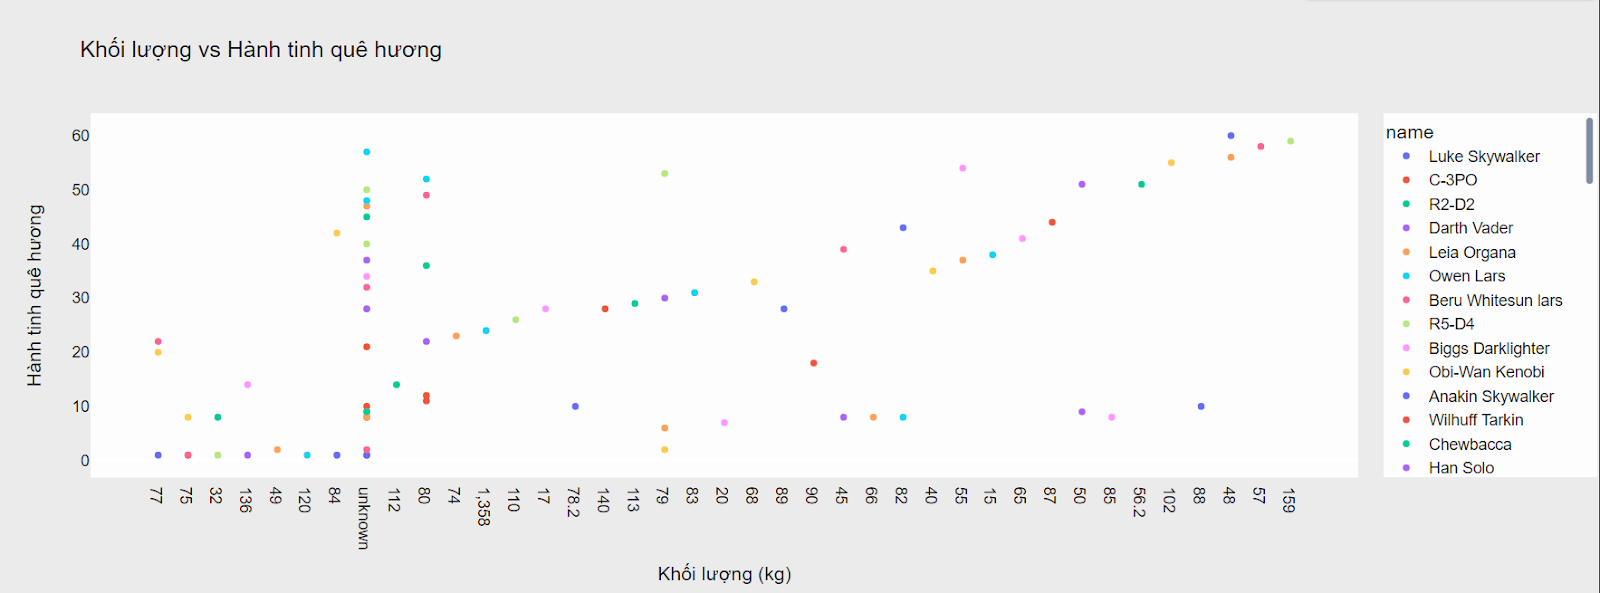 Khối lượng vs Hành tinh quê hương
Hành tinh quê hương
60
50
40
30
20
10
0
77 75 32 136 49 120 84 unknown 112 80 74 1,358 110 17 78.2 140 113 79 83 20 68 89 90 45 66 82 40 55 15 65 87 50 85 56.2 102 88 48 57 159
Khối lượng (kg)
name
Luke Skywalker
C-3PO
R2-D2
Darth Vader
Leia Organa
Owen Lars
Beru Whitesun lars
R5-D4
Biggs Darklighter
Obi-Wan Kenobi
Anakin Skywalker
Wilhuff Tarkin
Chewbacca
Han Solo